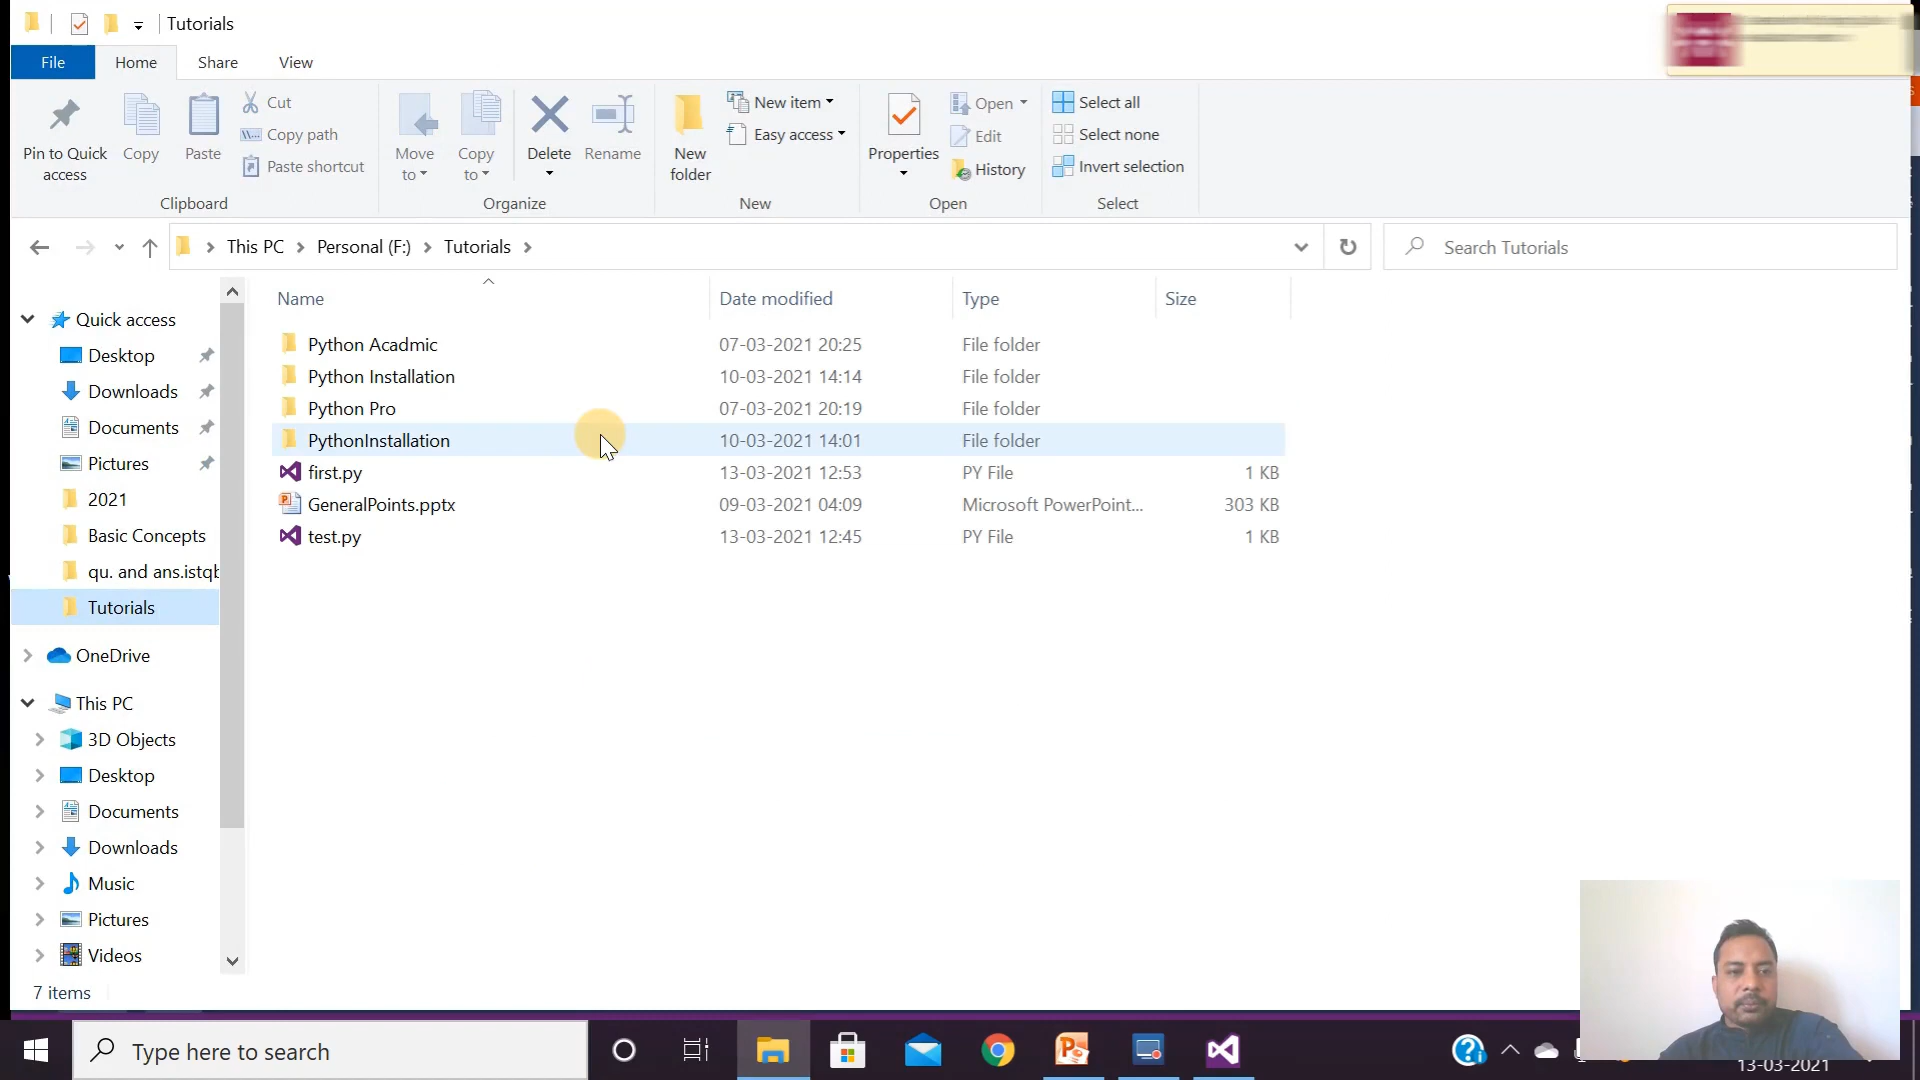 Tutorials
File Home Share View
Pin to Quick access
Copy
Paste
Cut
Copy path
Paste shortcut
Clipboard
Move to
Copy to
Delete
Rename
Organize
New folder
New item
Easy access
New
Properties
Open
Edit
History
Open
Select all
Select none
Invert selection
Select
This PC > Personal (F:) > Tutorials >
Search Tutorials
Quick access
Desktop
Downloads
Documents
Pictures
2021
Basic Concepts
qu. and ans.istqb
Tutorials
OneDrive
This PC
3D Objects
Desktop
Documents
Downloads
Music
Pictures
Videos
Name Date modified Type Size
Python Acadmic 07-03-2021 20:25 File folder
Python Installation 10-03-2021 14:14 File folder
Python Pro 07-03-2021 20:19 File folder
PythonInstallation 10-03-2021 14:01 File folder
first.py 13-03-2021 12:53 PY File 1 KB
GeneralPoints.pptx 09-03-2021 04:09 Microsoft PowerPoint... 303 KB
test.py 13-03-2021 12:45 PY File 1 KB
7 items
Type here to search
13-03-2021